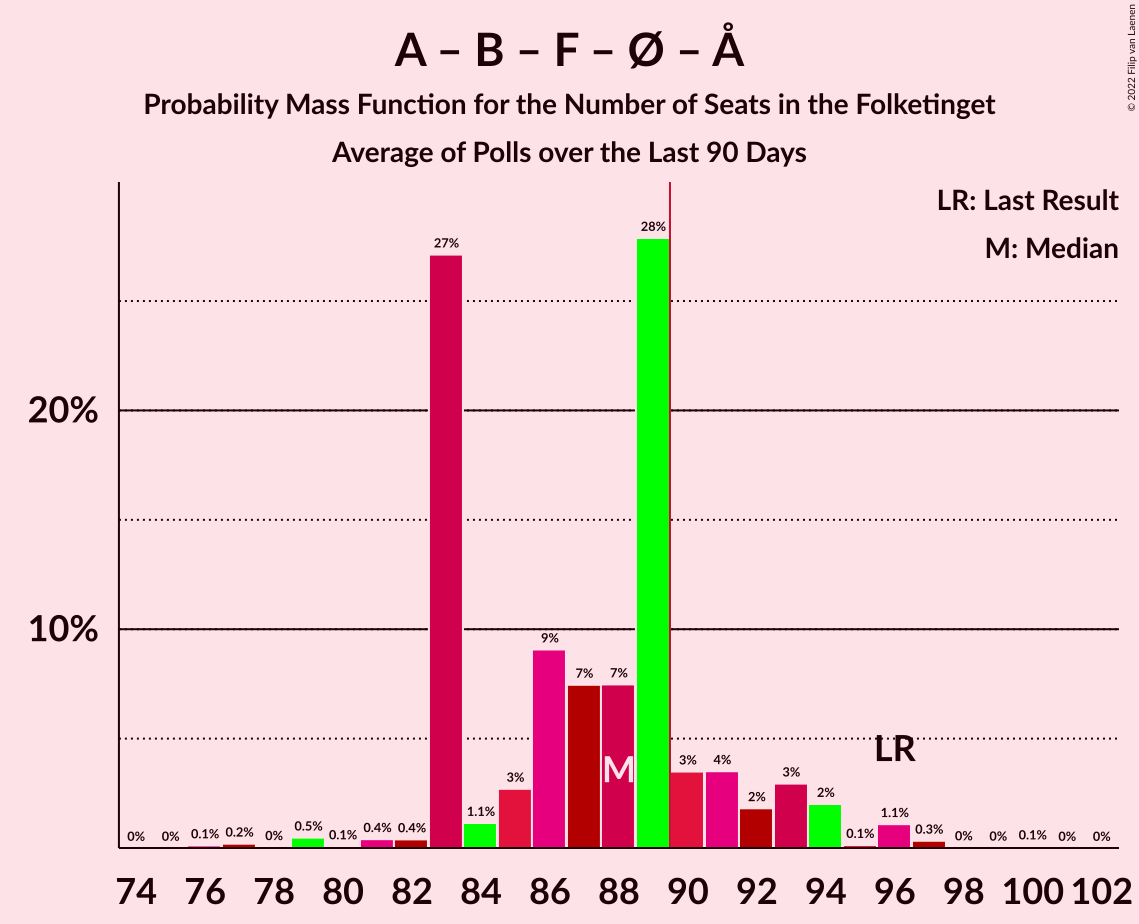 A – B – F – Ø – Å
Probability Mass Function for the Number of Seats in the Folketinget
Average of Polls over the Last 90 Days
© 2022 Filip van Laenen
LR: Last Result
M: Median
20%
10%
0% 0% 0.1% 0.2% 0% 0.5% 0.1% 0.4% 0.4% 27% 1.1% 3% 9% 7% 7% 28% 3% 4% 2% 3% 2% 0.1% 1.1% 0.3% 0% 0% 0.1% 0% 0%
M
LR
74 76 78 80 82 84 86 88 90 92 94 96 98 100 102